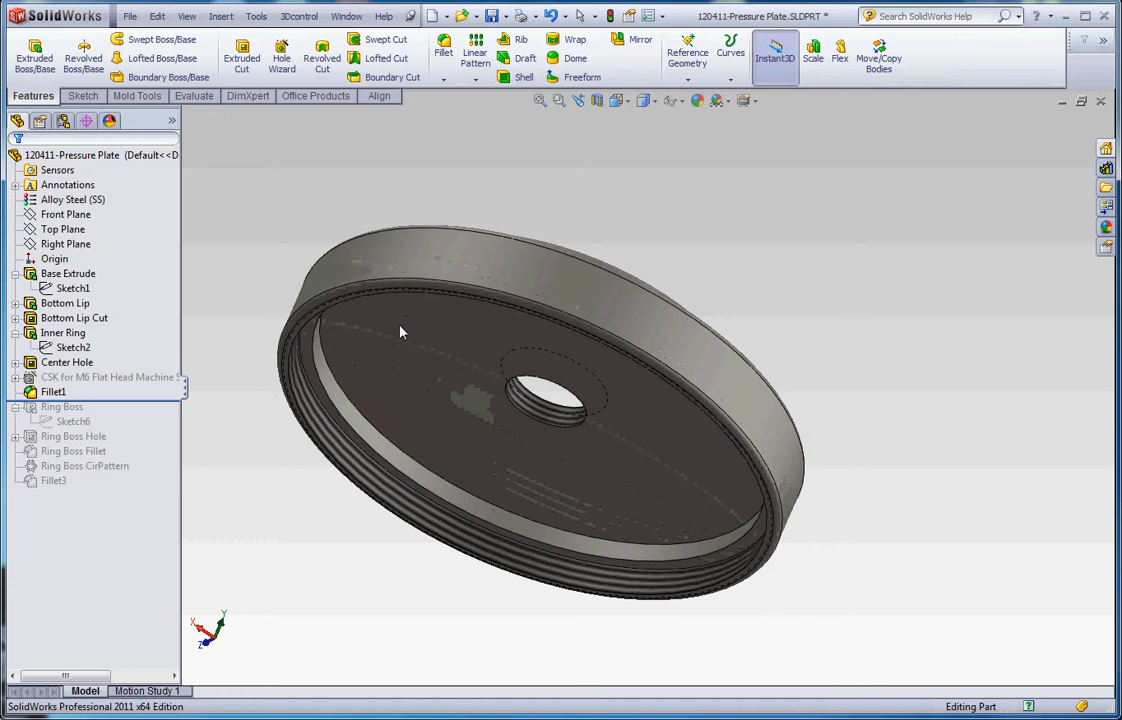 SW SolidWorks File Edit View Insert Tools 3Dcontrol Window Help 120411-Pressure Plate.SLDPRT * Search SolidWorks Help
Extruded Boss/Base
Revolved Boss/Base
Swept Boss/Base
Lofted Boss/Base
Boundary Boss/Base
Extruded Cut
Hole Wizard
Revolved Cut
Swept Cut
Lofted Cut
Boundary Cut
Fillet
Linear Pattern
Rib
Draft
Shell
Wrap
Dome
Freeform
Mirror
Reference Geometry
Curves
Instant3D
Scale
Flex
Move/Copy Bodies
Features Sketch Mold Tools Evaluate DimXpert Office Products Align
120411-Pressure Plate (Default<<D
Sensors
Annotations
Alloy Steel (SS)
Front Plane
Top Plane
Right Plane
Origin
Base Extrude
Sketch1
Bottom Lip
Bottom Lip Cut
Inner Ring
Sketch2
Center Hole
CSK for M6 Flat Head Machine S
Fillet1
Ring Boss
Sketch6
Ring Boss Hole
Ring Boss Fillet
Ring Boss CirPattern
Fillet3
X Y Z
Model Motion Study 1
SolidWorks Professional 2011 x64 Edition Editing Part